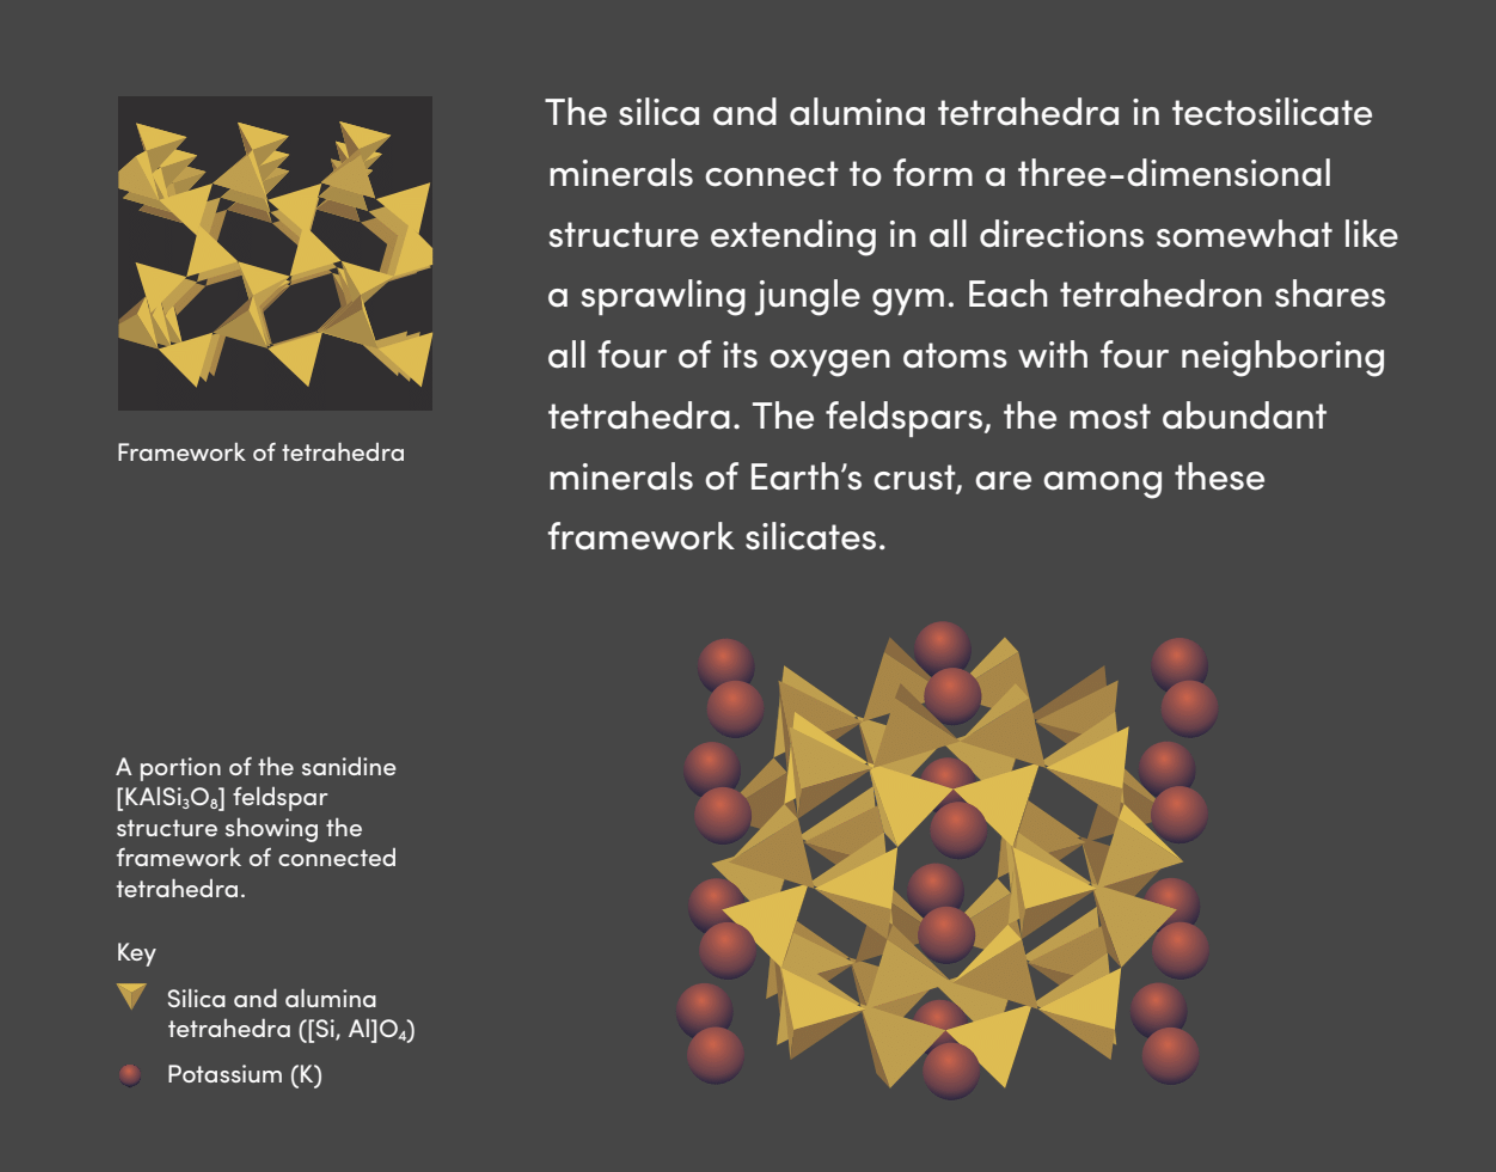 The silica and alumina tetrahedra in tectosilicate
minerals connect to form a three-dimensional
structure extending in all directions somewhat like
a sprawling jungle gym. Each tetrahedron shares
all four of its oxygen atoms with four neighboring
tetrahedra. The feldspars, the most abundant
minerals of Earth’s crust, are among these
framework silicates.
Framework of tetrahedra
A portion of the sanidine
[KAlSi₃O₈] feldspar
structure showing the
framework of connected
tetrahedra.
Key
Silica and alumina
tetrahedra ([Si, Al]O₄)
Potassium (K)